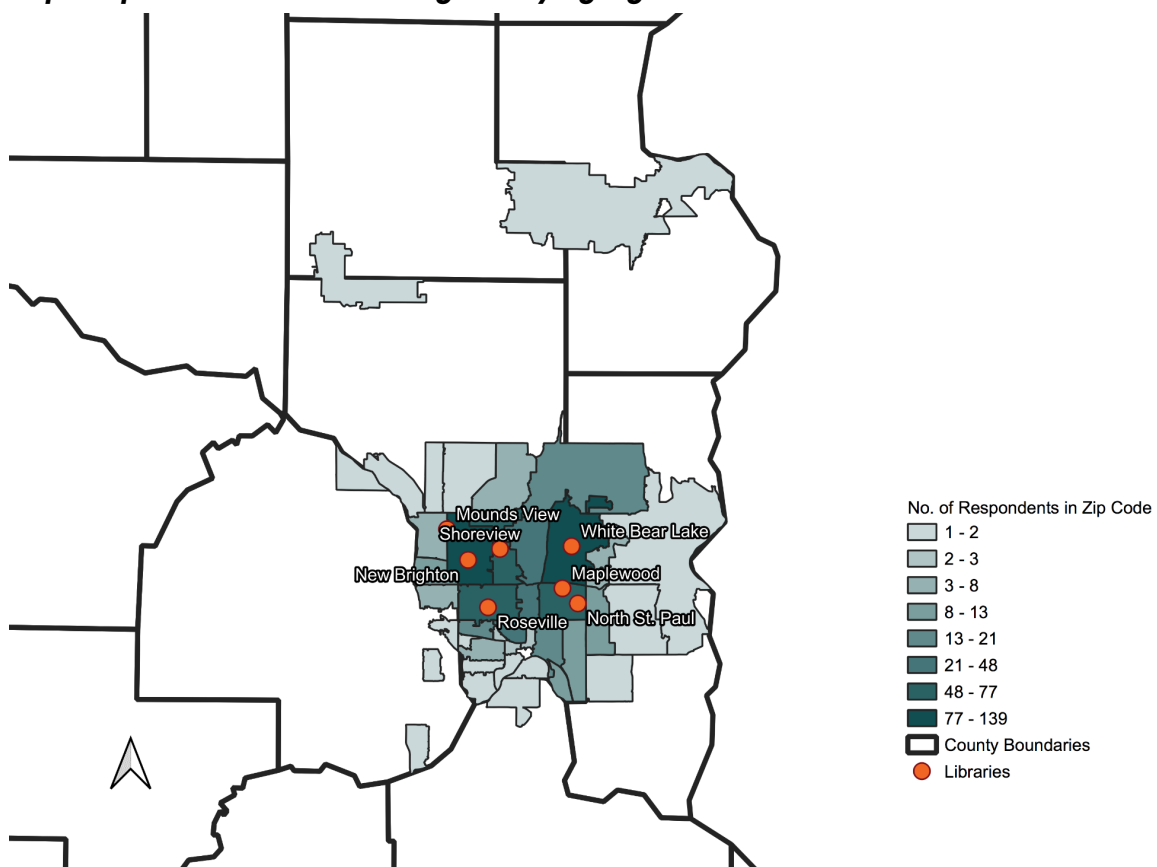 Mounds View
Shoreview
White Bear Lake
New Brighton
Maplewood
Roseville
North St. Paul
No. of Respondents in Zip Code
1 - 2
2 - 3
3 - 8
8 - 13
13 - 21
21 - 48
48 - 77
77 - 139
County Boundaries
Libraries